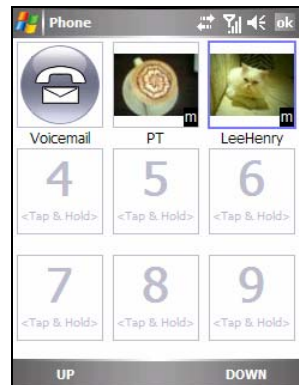 Phone ok
m m
Voicemail PT LeeHenry
4 5 6
<Tap & Hold> <Tap & Hold> <Tap & Hold>
7 8 9
<Tap & Hold> <Tap & Hold> <Tap & Hold>
UP DOWN